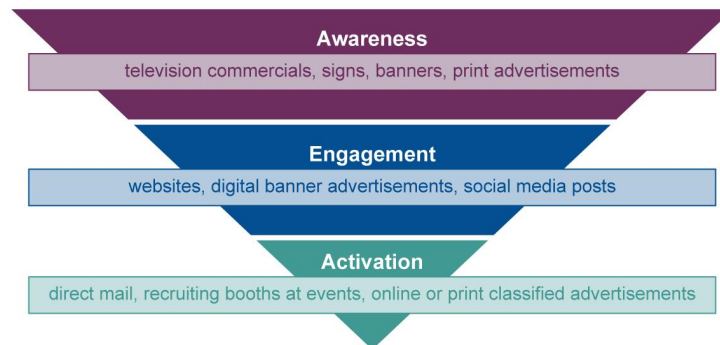 Awareness
television commercials, signs, banners, print advertisements
Engagement
websites, digital banner advertisements, social media posts
Activation
direct mail, recruiting booths at events, online or print classified advertisements